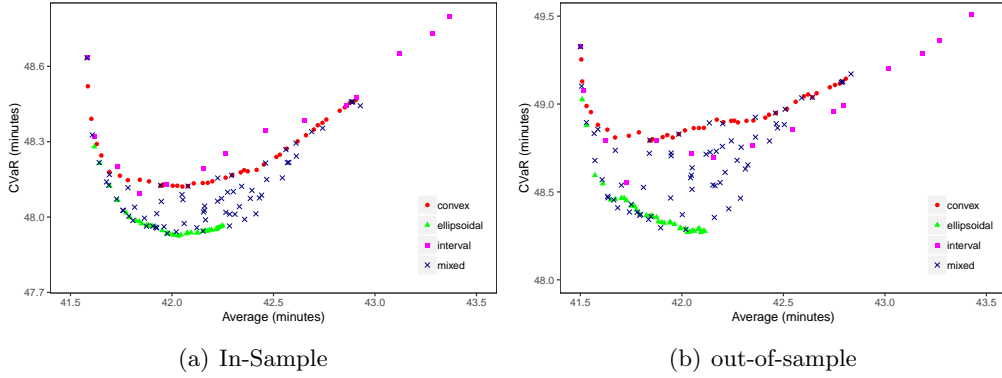 48.6
48.3
48.0
47.7
CVaR (minutes)
convex
ellipsoidal
interval
mixed
41.5 42.0 42.5 43.0 43.5
Average (minutes)
(a) In-Sample
49.5
49.0
48.5
48.0
CVaR (minutes)
convex
ellipsoidal
interval
mixed
41.5 42.0 42.5 43.0 43.5
Average (minutes)
(b) out-of-sample